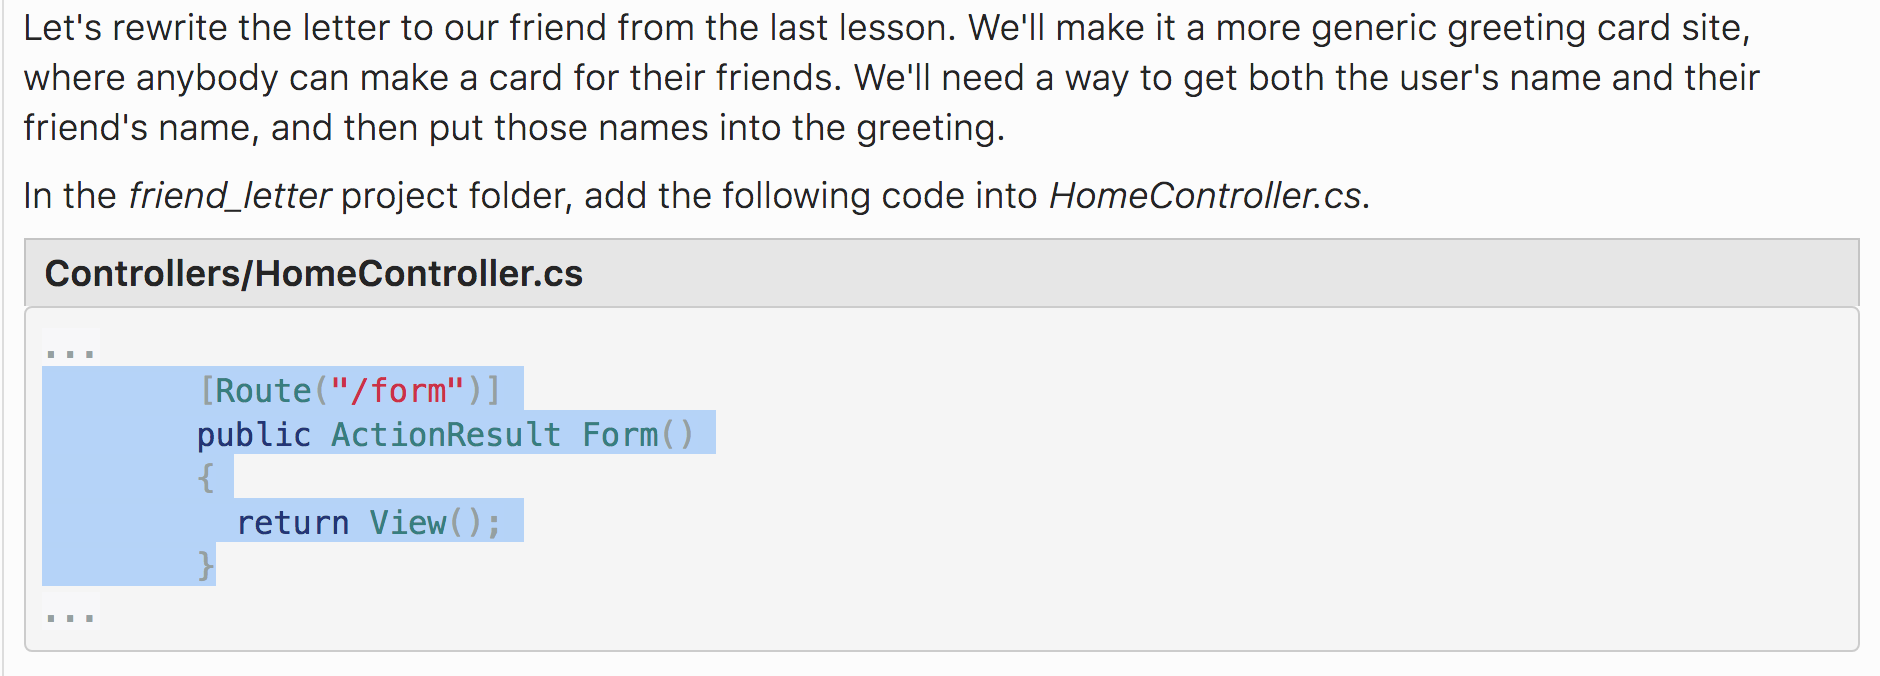 Let's rewrite the letter to our friend from the last lesson. We'll make it a more generic greeting card site,
where anybody can make a card for their friends. We'll need a way to get both the user's name and their
friend's name, and then put those names into the greeting.
In the friend_letter project folder, add the following code into HomeController.cs.
Controllers/HomeController.cs
...
[Route("/form")]
public ActionResult Form()
{
return View();
}
...